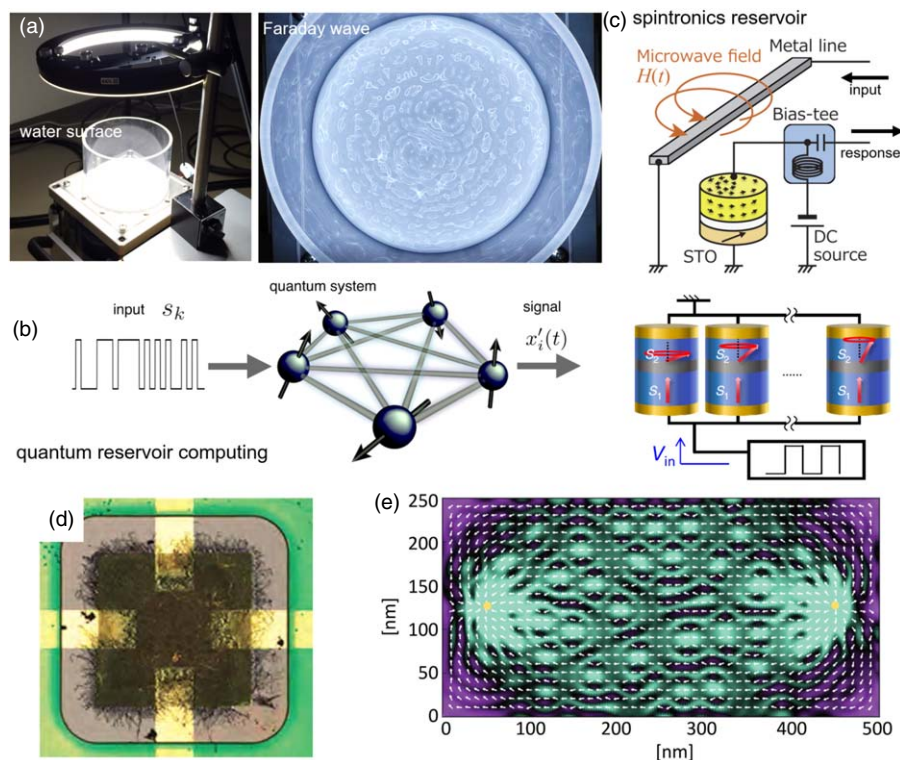 (a)
water surface
Faraday wave
(c) spintronics reservoir
Microwave field
H(t)
Metal line
input
Bias-tee
response
STO
DC
source
(b)
input s_k
quantum system
signal
x'_i(t)
quantum reservoir computing
S_2
S_1
S_2
S_1
......
S_2
S_1
V_in
(d)
(e)
[nm]
250
200
150
100
50
0
0 100 200 300 400 500
[nm]